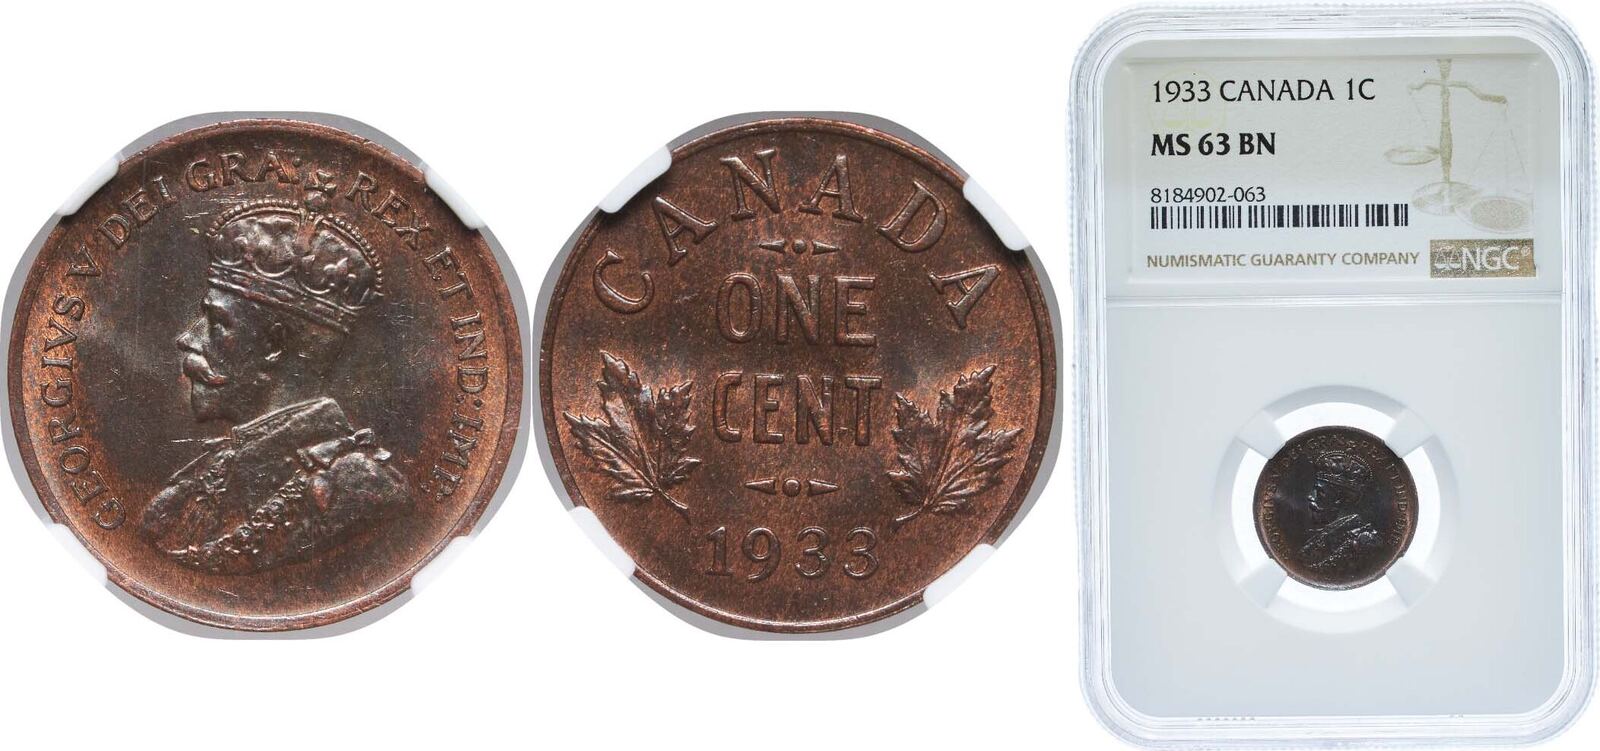 GEORGIVS V DEI GRA: REX ET IND: IMP:
CANADA
ONE
CENT
1933
1933 CANADA 1C
MS 63 BN
8184902-063
NUMISMATIC GUARANTY COMPANY
NGC